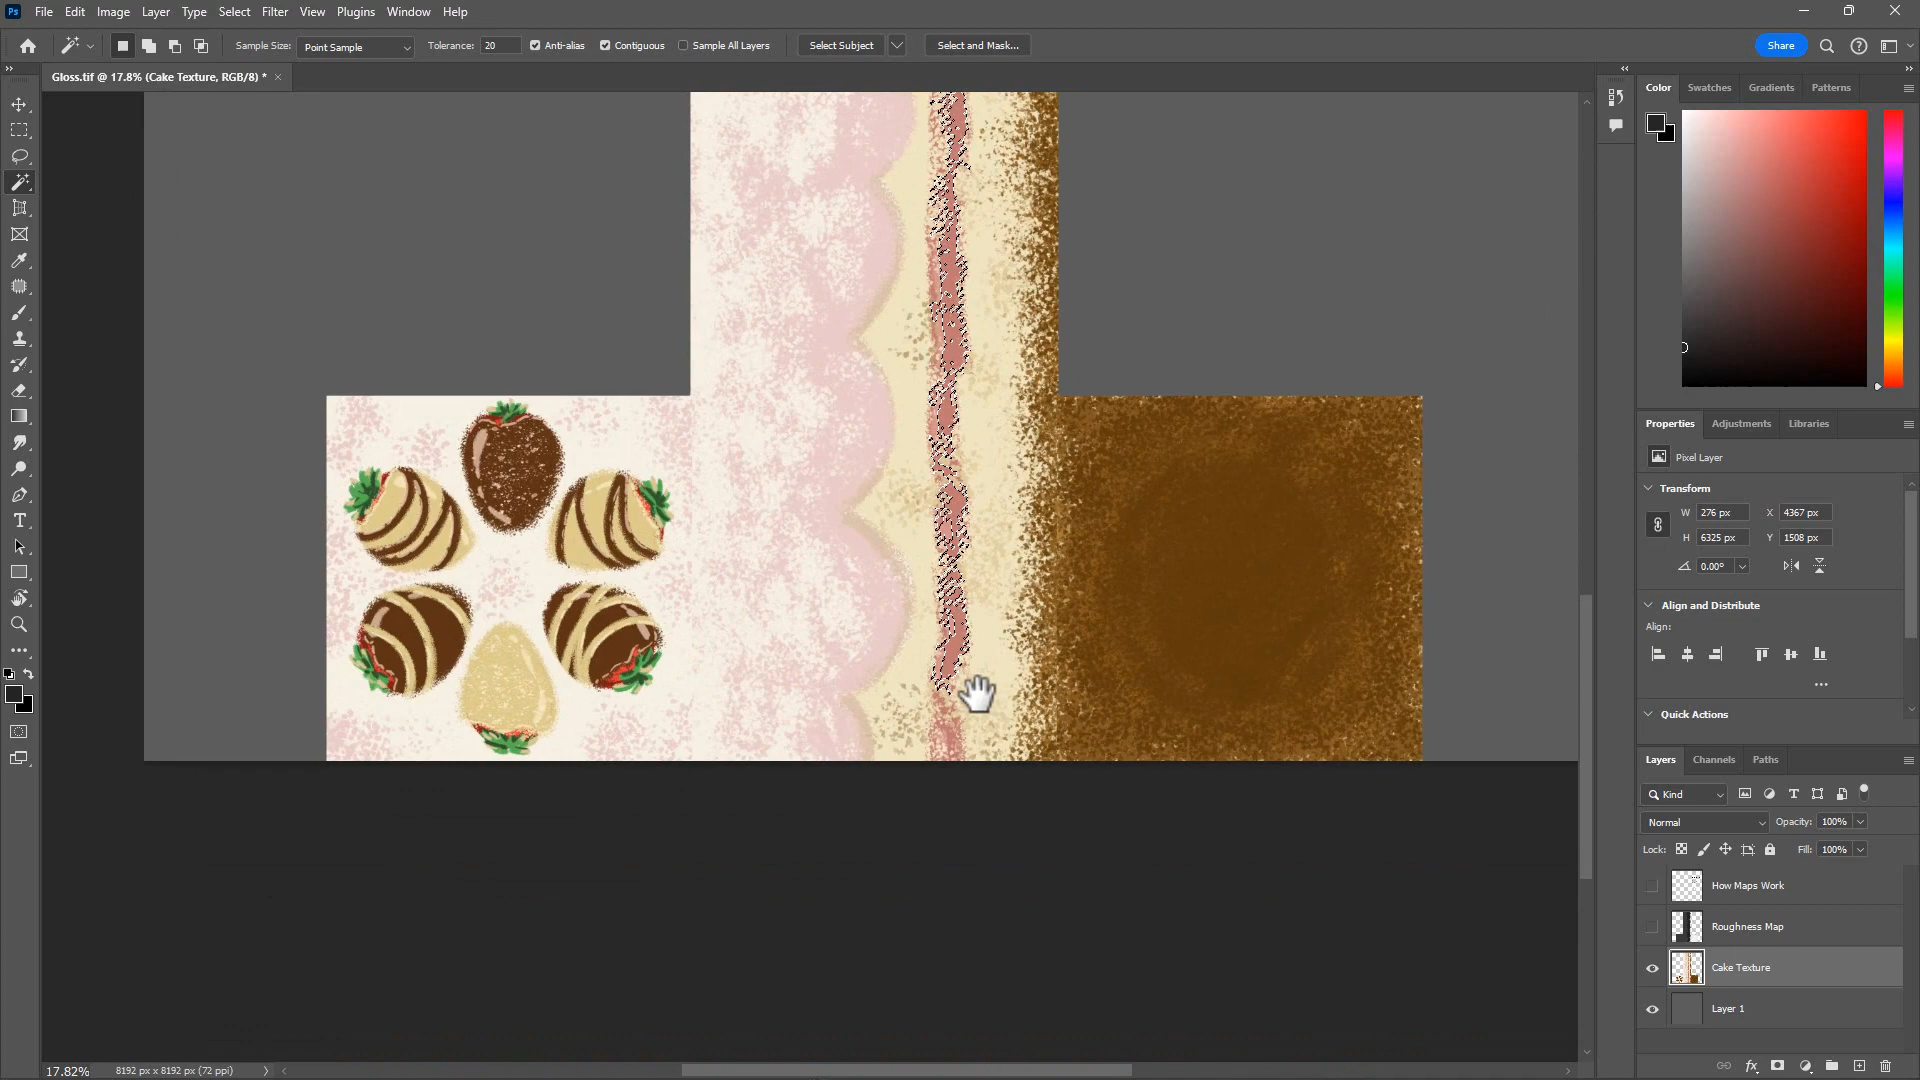 Ps File Edit Image Layer Type Select Filter View Plugins Window Help
Sample Size: Point Sample Tolerance: 20 Anti-alias Contiguous Sample All Layers Select Subject Select and Mask... Share
Gloss.tif @ 17.8% (Cake Texture, RGB/8) *
Color Swatches Gradients Patterns
Properties Adjustments Libraries
Pixel Layer
Transform
W 276 px X 4367 px
H 6325 px Y 1508 px
0.00°
Align and Distribute
Align:
Quick Actions
Layers Channels Paths
Kind
Normal Opacity: 100%
Lock: Fill: 100%
How Maps Work
Roughness Map
Cake Texture
Layer 1
17.82% 8192 px x 8192 px (72 ppi)